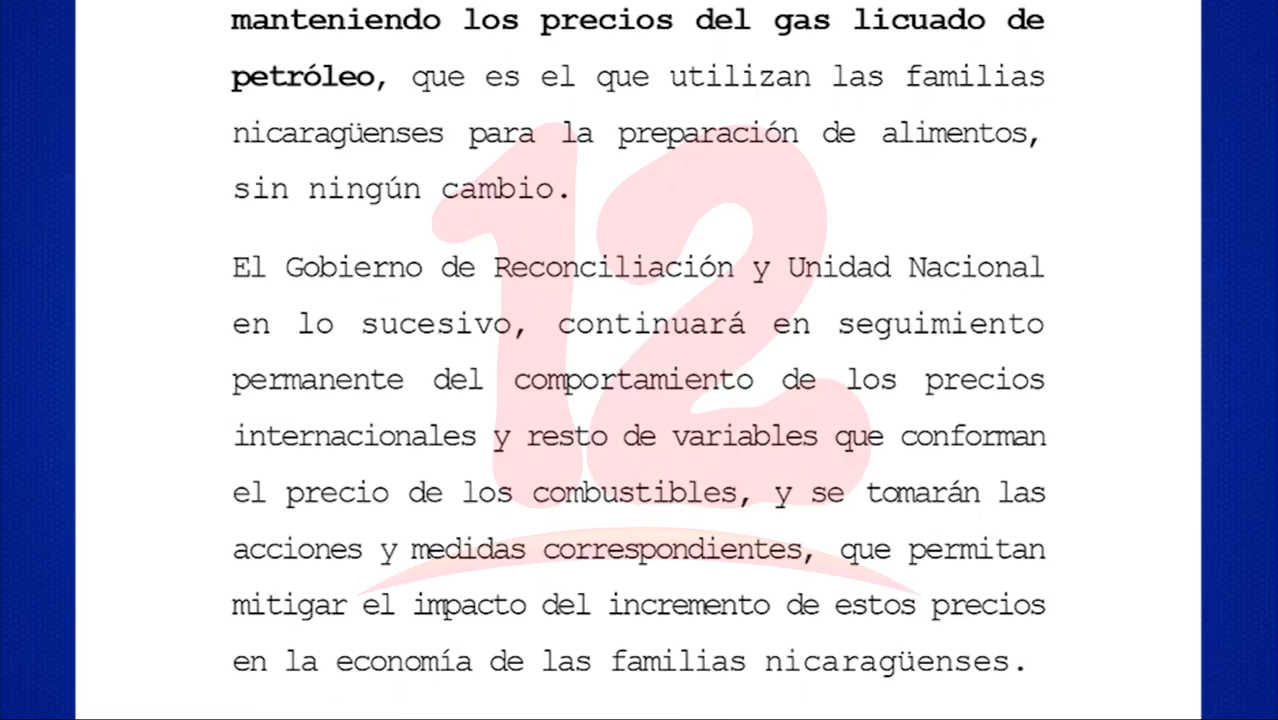 manteniendo los precios del gas licuado de
petróleo, que es el que utilizan las familias
nicaragüenses para la preparación de alimentos,
sin ningún cambio.
El Gobierno de Reconciliación y Unidad Nacional
en lo sucesivo, continuará en seguimiento
permanente del comportamiento de los precios
internacionales y resto de variables que conforman
el precio de los combustibles, y se tomarán las
acciones y medidas correspondientes, que permitan
mitigar el impacto del incremento de estos precios
en la economía de las familias nicaragüenses.
12